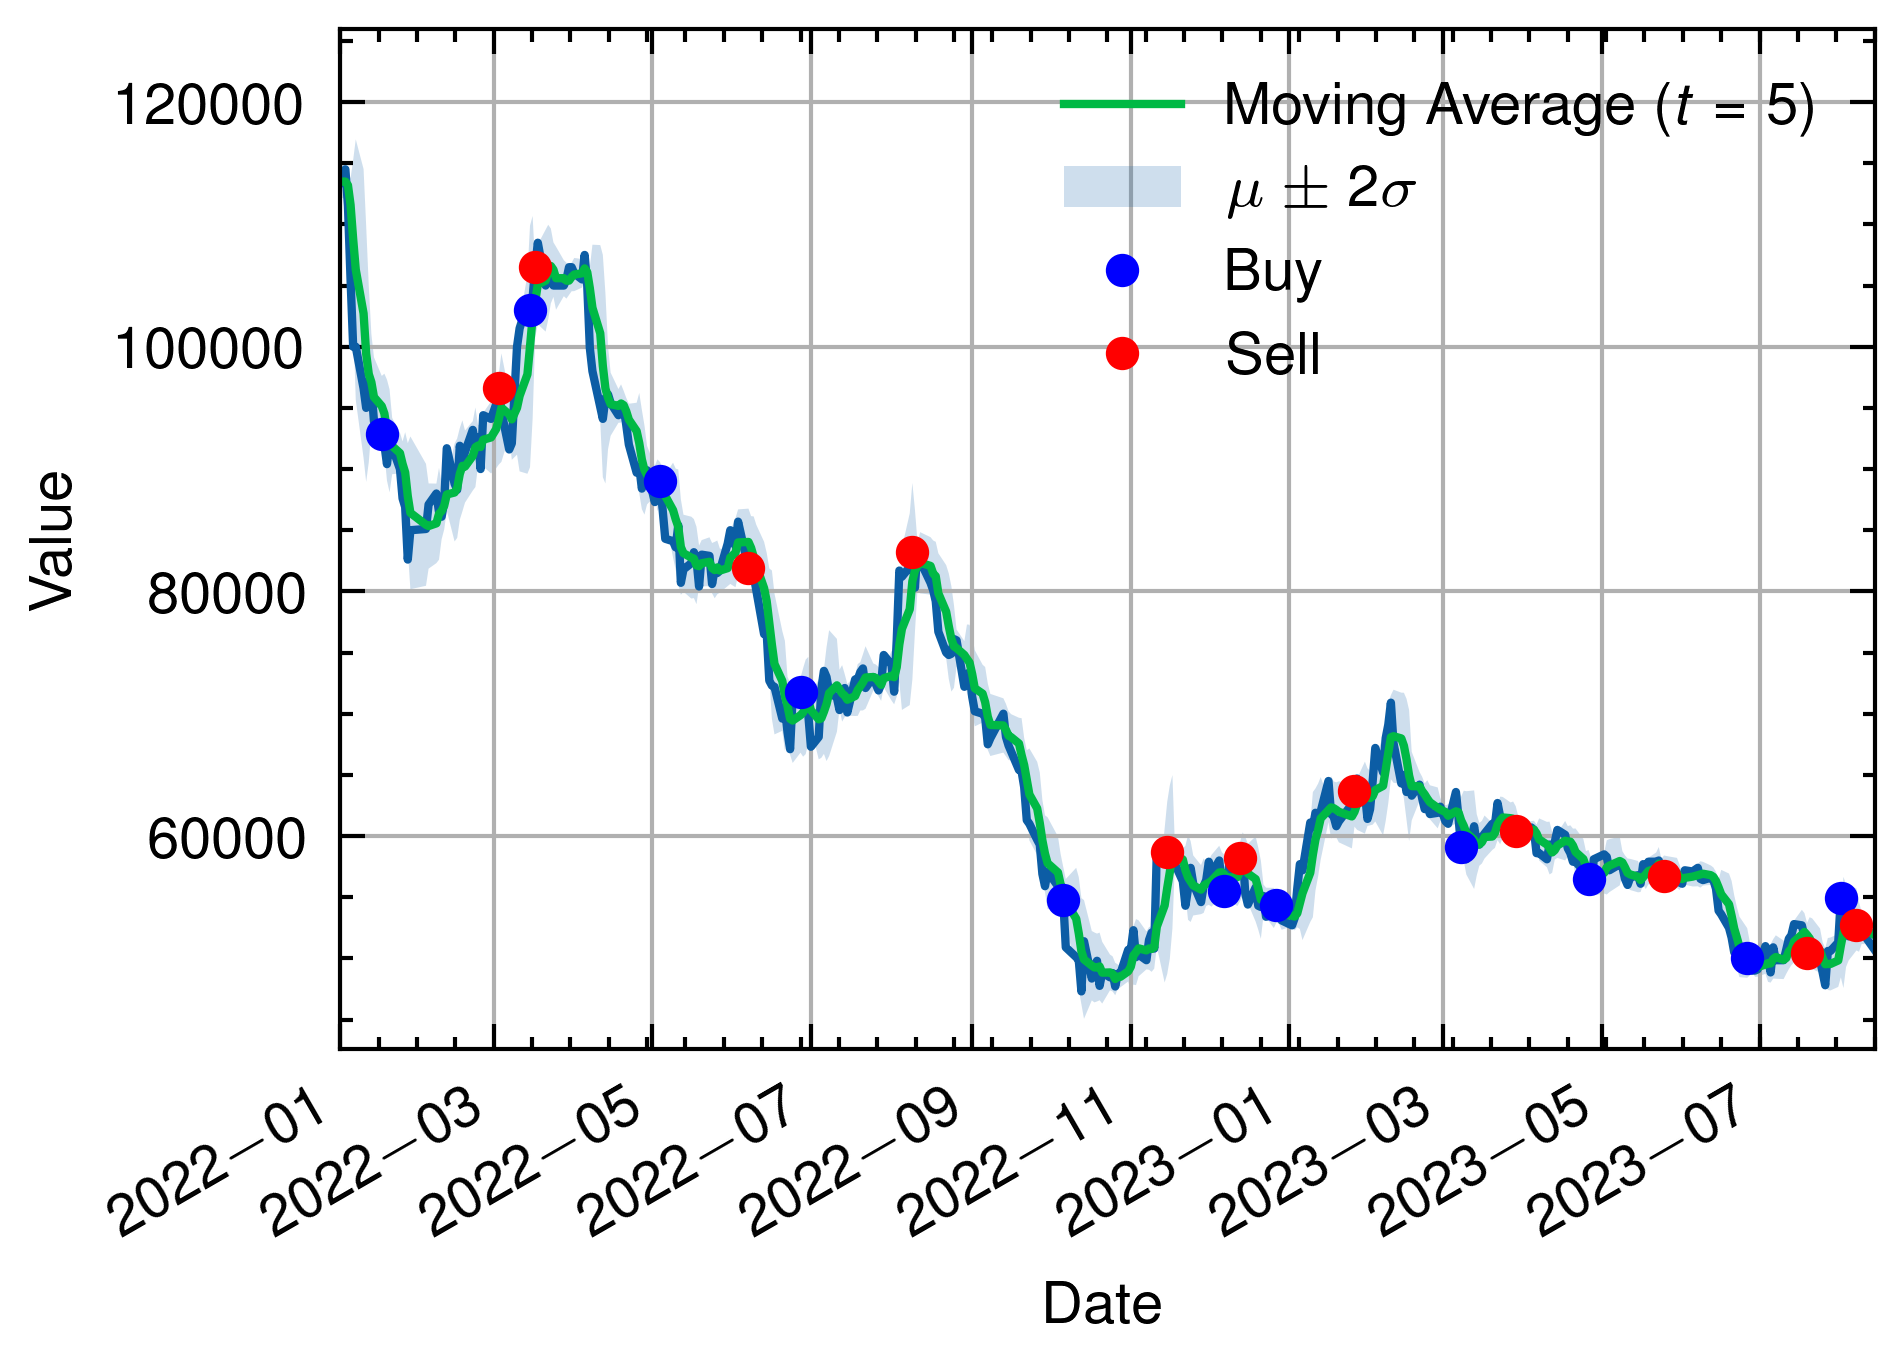 120000
100000
80000
60000
Value
Moving Average (t = 5)
μ ± 2σ
Buy
Sell
2022–01
2022–03
2022–05
2022–07
2022–09
2022–11
2023–01
2023–03
2023–05
2023–07
Date